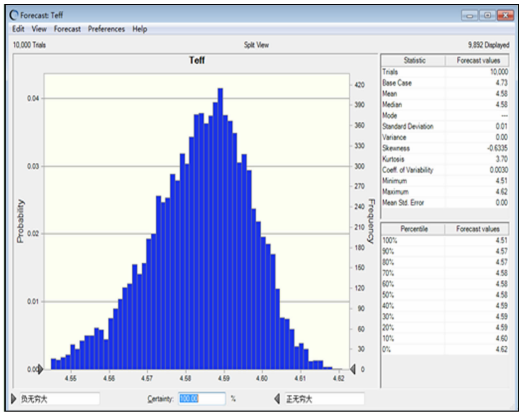 Forecast: Teff
Edit View Forecast Preferences Help
10,000 Trials Split View 9,892 Displayed
Teff
0.04
0.03
0.02
0.01
0.00
Probability
420
390
360
330
300
270
240
210
180
150
120
90
60
30
0
Frequency
4.55 4.56 4.57 4.58 4.59 4.60 4.61 4.62
Statistic Forecast values
Trials 10,000
Base Case 4.73
Mean 4.58
Median 4.58
Mode ---
Standard Deviation 0.01
Variance 0.00
Skewness -0.6335
Kurtosis 3.70
Coeff. of Variability 0.0030
Minimum 4.51
Maximum 4.62
Mean Std. Error 0.00
Percentile Forecast values
100% 4.51
90% 4.57
80% 4.57
70% 4.58
60% 4.58
50% 4.58
40% 4.59
30% 4.59
20% 4.59
10% 4.60
0% 4.62
负无穷大 Certainty: 100.00 % 正无穷大